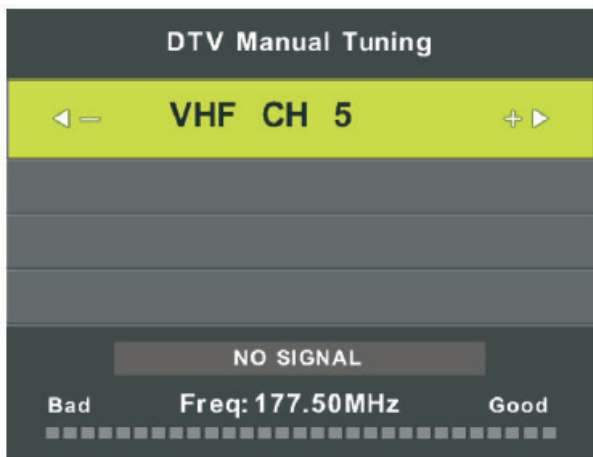 DTV Manual Tuning
VHF CH 5
NO SIGNAL
Bad Freq:177.50MHz Good